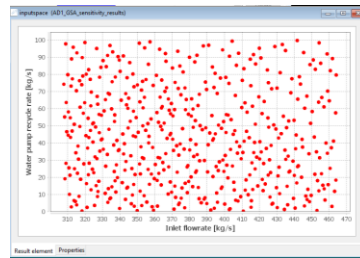 inputspace (AD1_OSA_sensitivity_results)
100
90
80
70
60
50
40
30
20
10
0
Water pump recycle rate [kg/s]
310 320 330 340 350 360 370 380 390 400 410 420 430 440 450 460 470
Inlet flowrate [kg/s]
Result element Properties